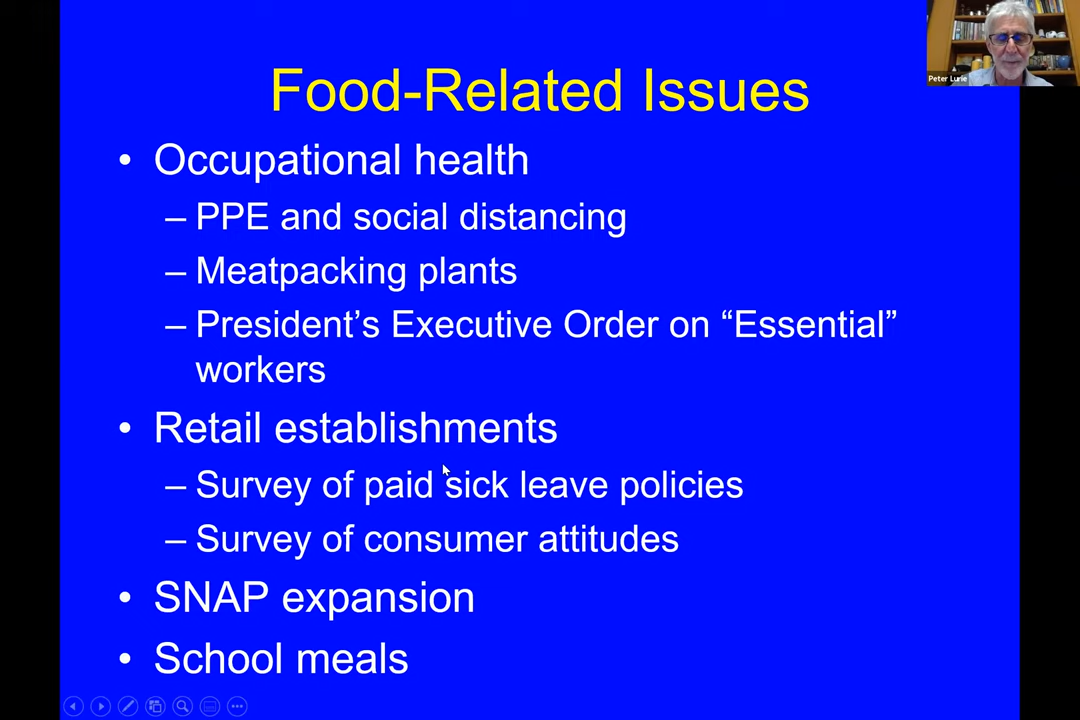 Food-Related Issues
• Occupational health
– PPE and social distancing
– Meatpacking plants
– President’s Executive Order on “Essential”
workers
• Retail establishments
– Survey of paid sick leave policies
– Survey of consumer attitudes
• SNAP expansion
• School meals
Peter Lurie